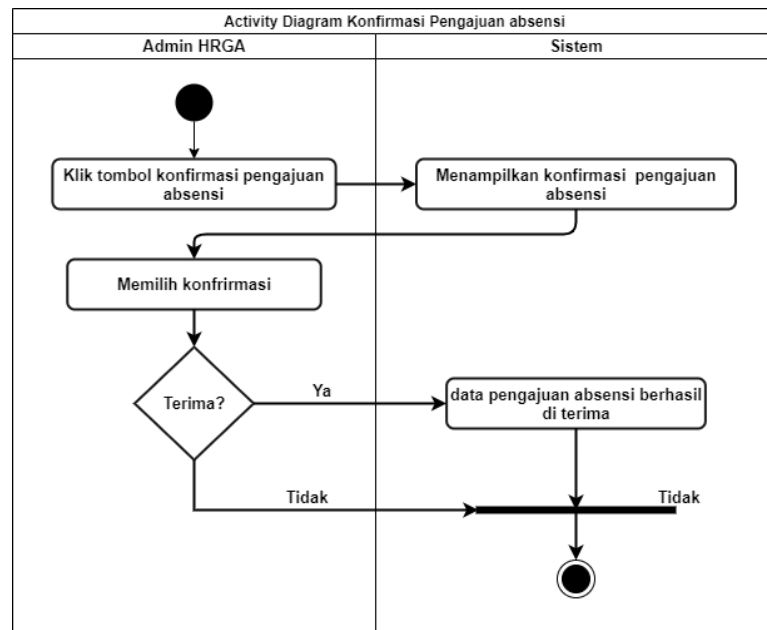 Activity Diagram Konfirmasi Pengajuan absensi
Admin HRGA
Sistem
Klik tombol konfirmasi pengajuan
absensi
Menampilkan konfirmasi pengajuan
absensi
Memilih konfrirmasi
Terima?
Ya
data pengajuan absensi berhasil
di terima
Tidak
Tidak